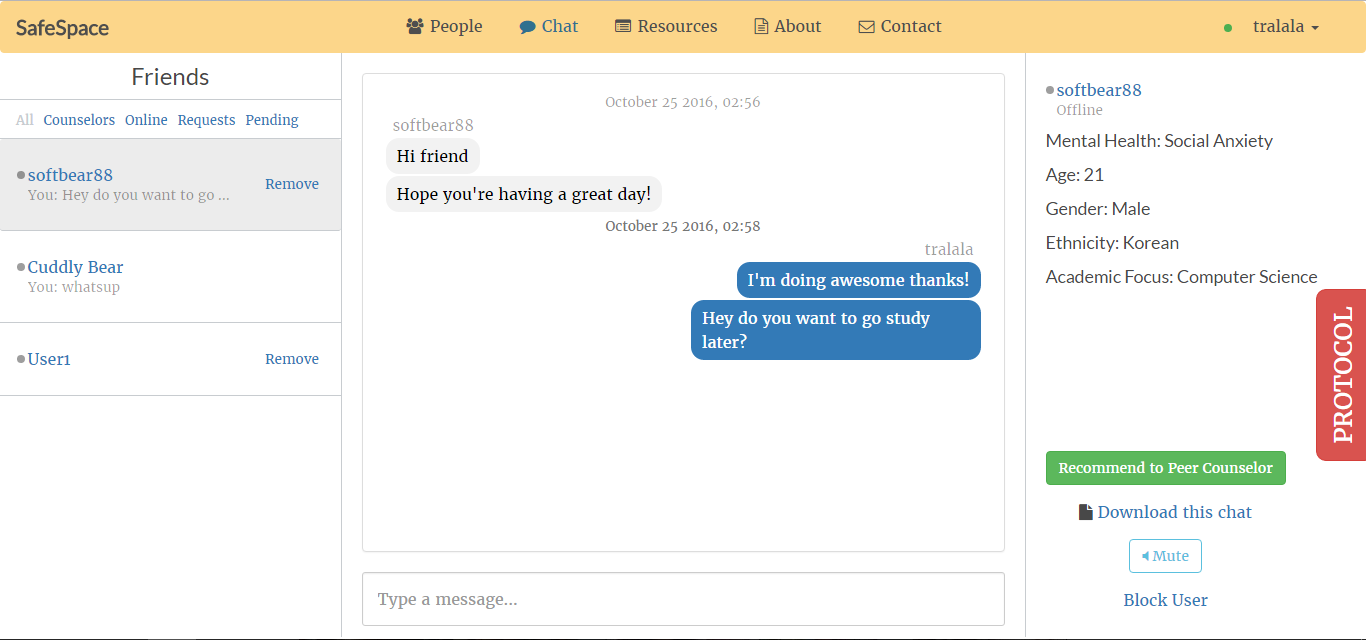 SafeSpace
People
Chat
Resources
About
Contact
tralala
Friends
All Counselors Online Requests Pending
softbear88
You: Hey do you want to go ...
Remove
Cuddly Bear
You: whatsup
User1
Remove
October 25 2016, 02:56
softbear88
Hi friend
Hope you're having a great day!
October 25 2016, 02:58
tralala
I'm doing awesome thanks!
Hey do you want to go study
later?
Type a message...
softbear88
Offline
Mental Health: Social Anxiety
Age: 21
Gender: Male
Ethnicity: Korean
Academic Focus: Computer Science
PROTOCOL
Recommend to Peer Counselor
Download this chat
Mute
Block User